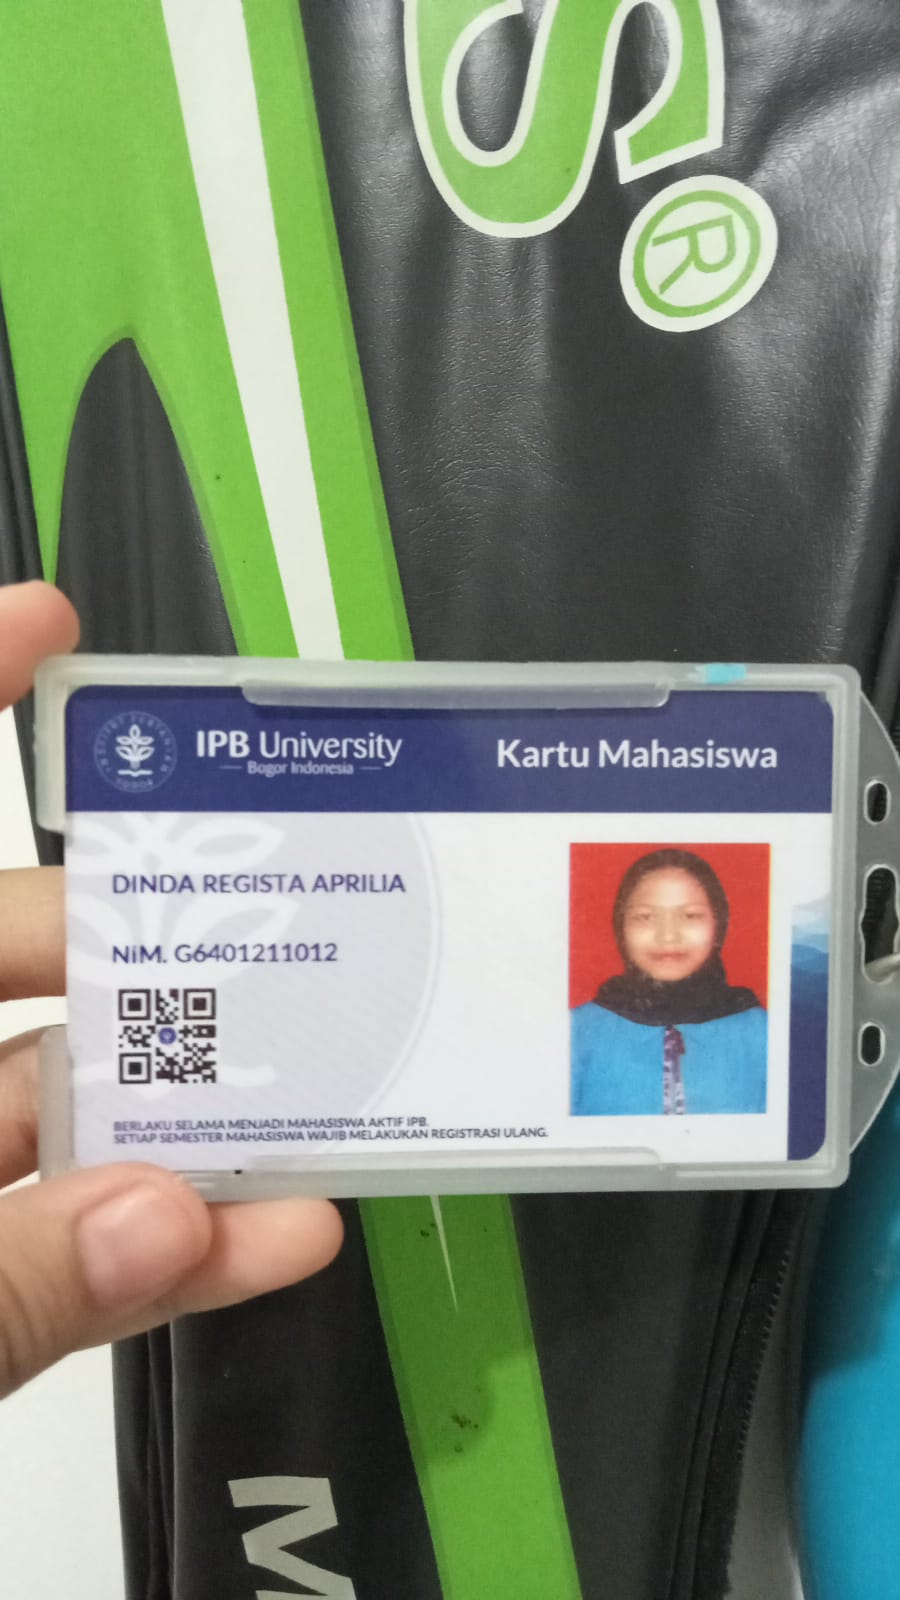 S®
IPB University
Bogor Indonesia
Kartu Mahasiswa
DINDA REGISTA APRILIA
NiM. G6401211012
BERLAKU SELAMA MENJADI MAHASISWA AKTIF IPB.
SETIAP SEMESTER MAHASISWA WAJIB MELAKUKAN REGISTRASI ULANG.
M